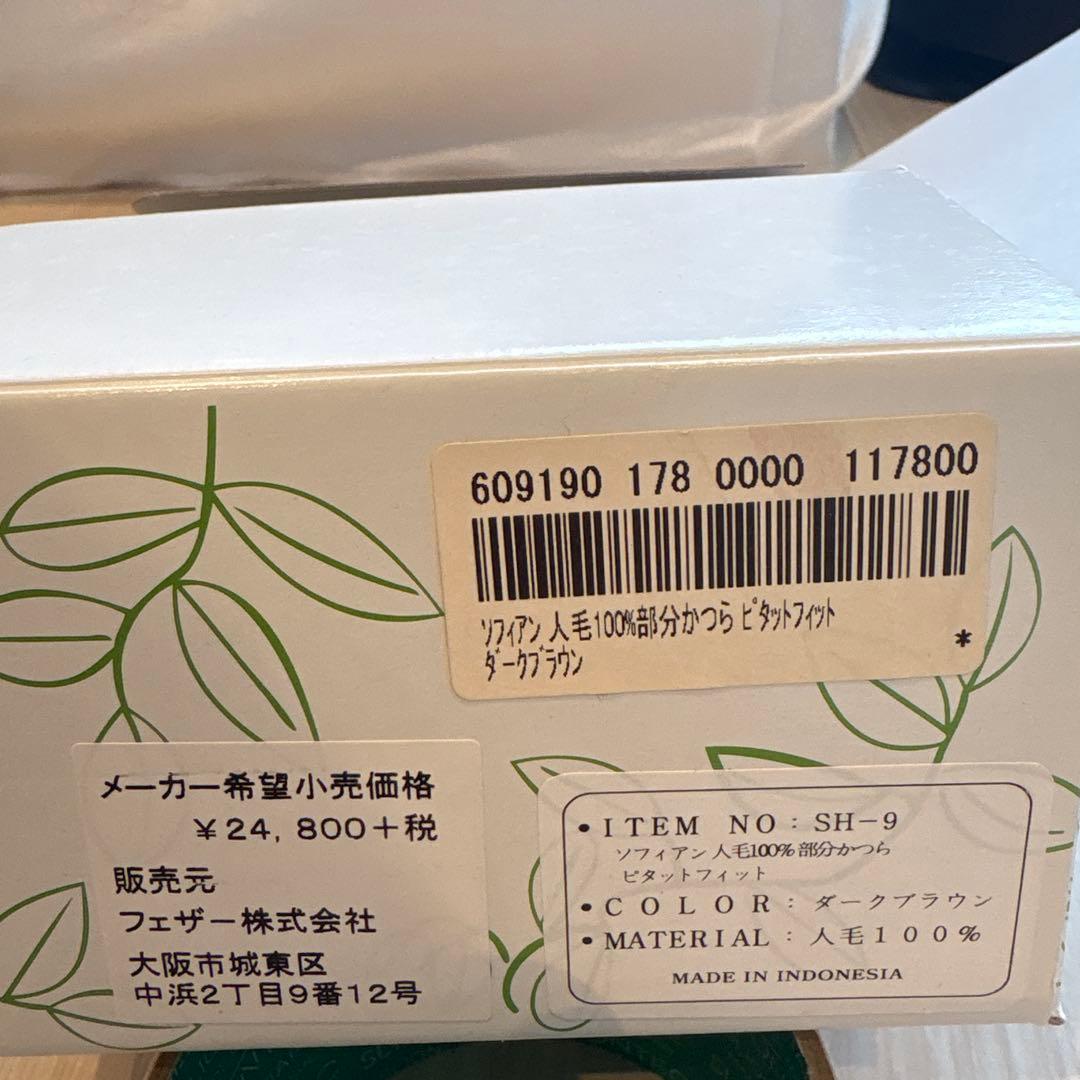 609190 178 0000 117800
ソフィアン 人毛100%部分かつら ピタットフィット
ダークブラウン
*
メーカー希望小売価格
¥24,800+税
販売元
フェザー株式会社
大阪市城東区
中浜2丁目9番12号
•ITEM NO：SH-9
ソフィアン 人毛100% 部分かつら
ピタットフィット
•COLOR：ダークブラウン
•MATERIAL：人毛100%
MADE IN INDONESIA